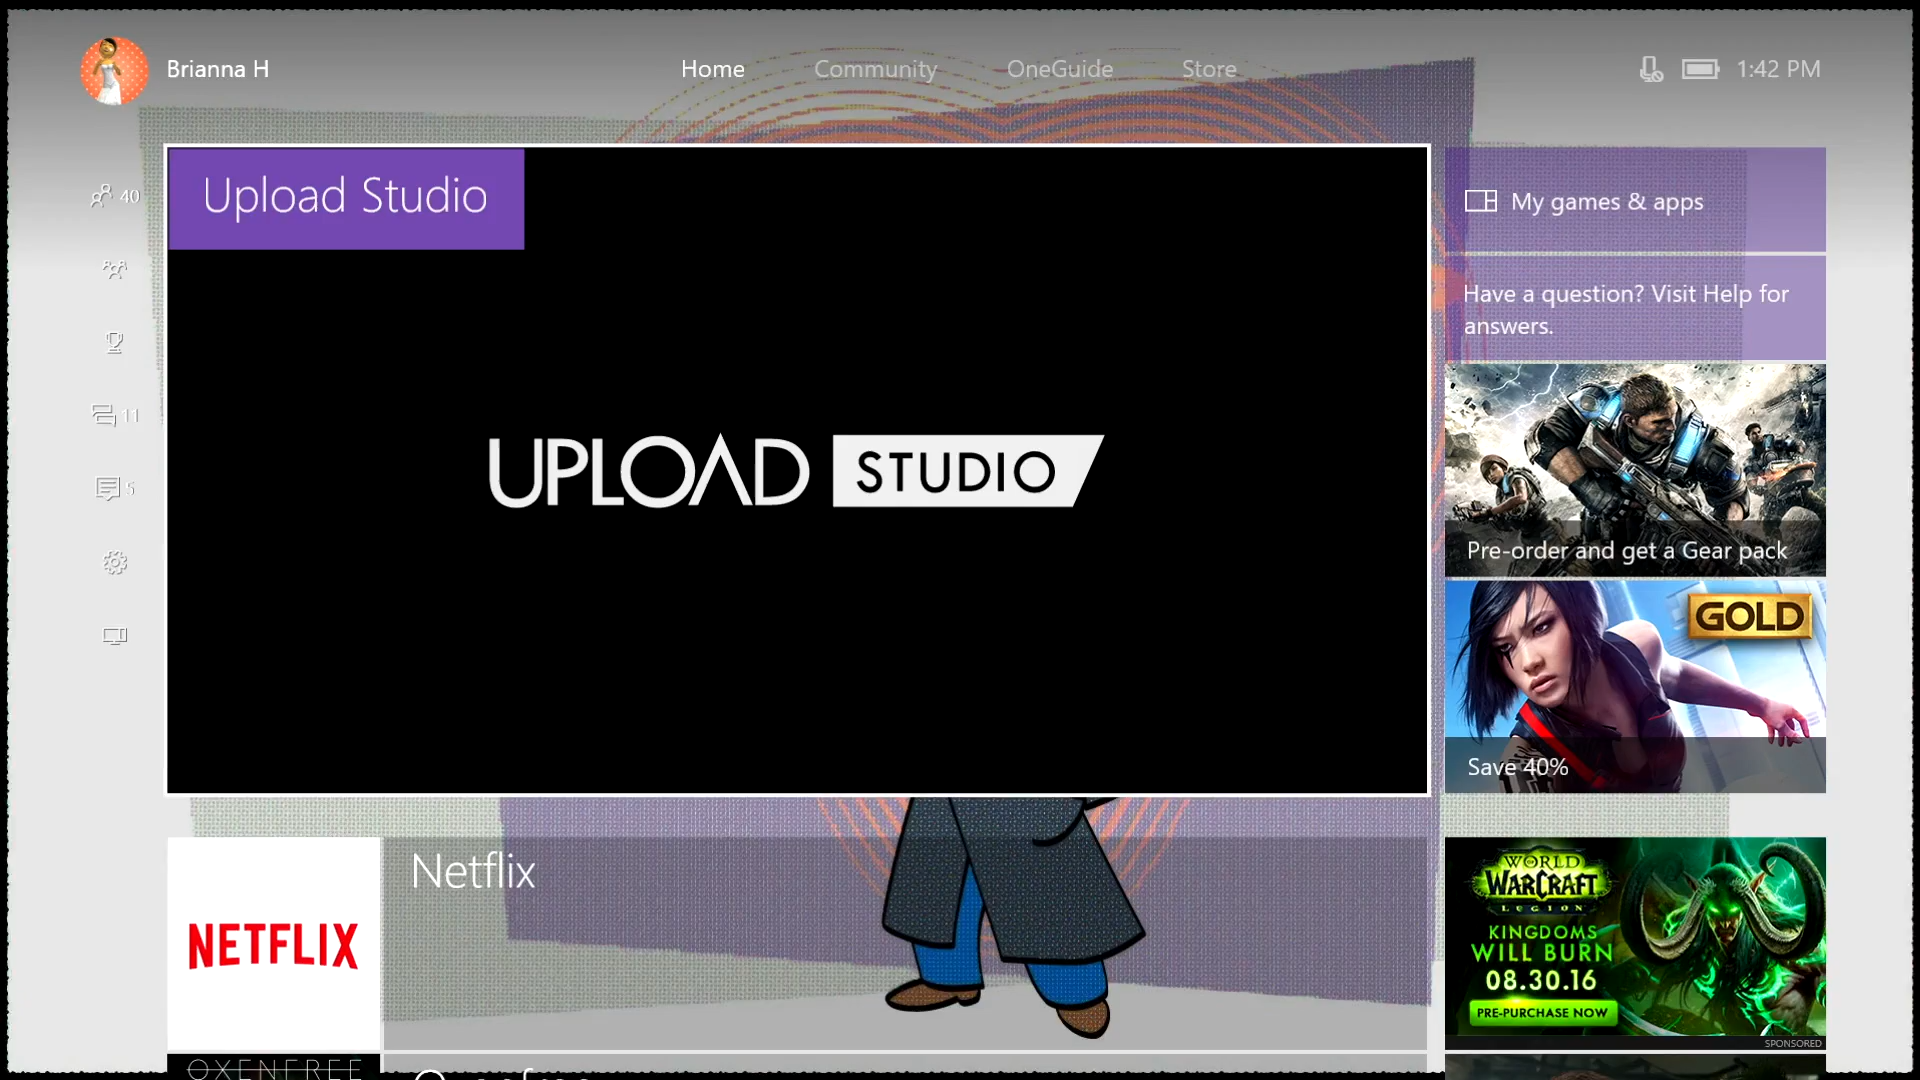 Brianna H
Home
Community
OneGuide
Store
1:42 PM
40
11
5
Upload Studio
UPLOAD STUDIO
My games & apps
Have a question? Visit Help for
answers.
Pre-order and get a Gear pack
GOLD
Save 40%
Netflix
NETFLIX
WORLD
WARCRAFT
LEGION
KINGDOMS
WILL BURN
08.30.16
PRE-PURCHASE NOW
SPONSORED
OXENFREE
Oxenfree